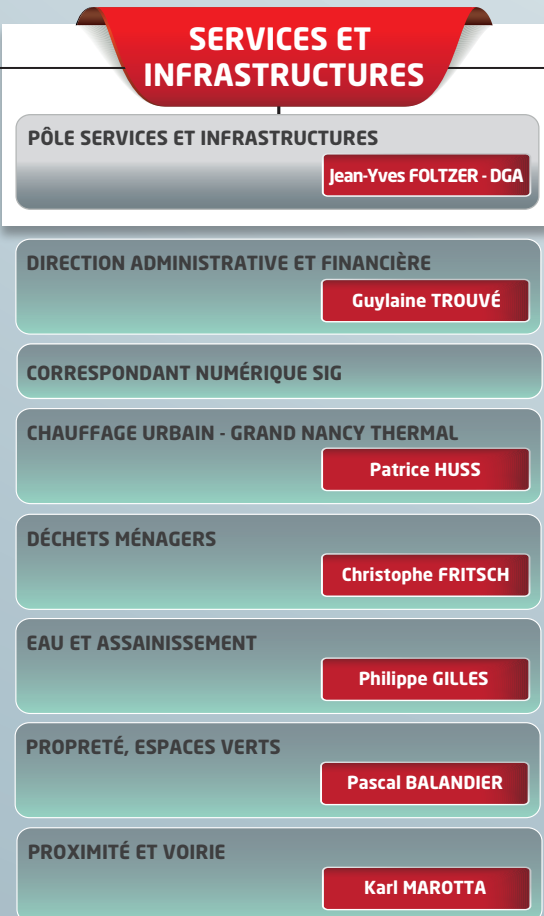 SERVICES ET
INFRASTRUCTURES
PÔLE SERVICES ET INFRASTRUCTURES
Jean-Yves FOLTZER - DGA
DIRECTION ADMINISTRATIVE ET FINANCIÈRE
Guylaine TROUVÉ
CORRESPONDANT NUMÉRIQUE SIG
CHAUFFAGE URBAIN - GRAND NANCY THERMAL
Patrice HUSS
DÉCHETS MÉNAGERS
Christophe FRITSCH
EAU ET ASSAINISSEMENT
Philippe GILLES
PROPRETÉ, ESPACES VERTS
Pascal BALANDIER
PROXIMITÉ ET VOIRIE
Karl MAROTTA